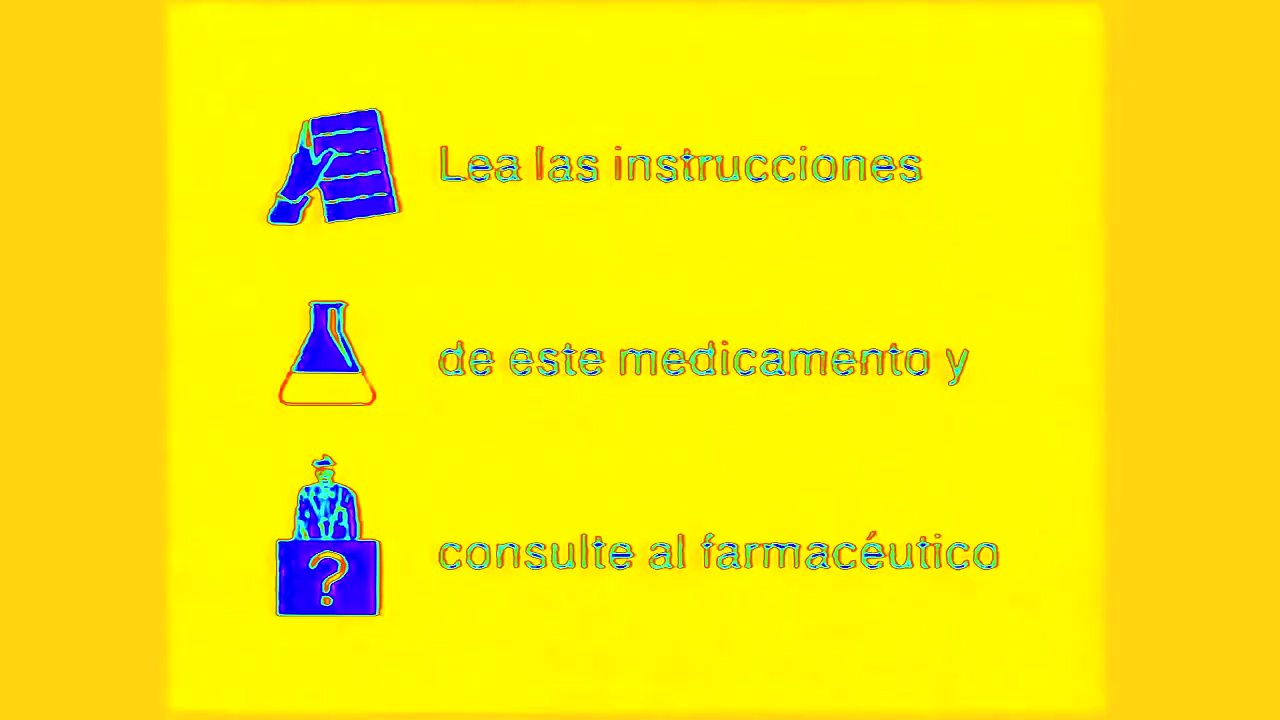 Lea las instrucciones
de este medicamento y
?
consulte al farmacéutico